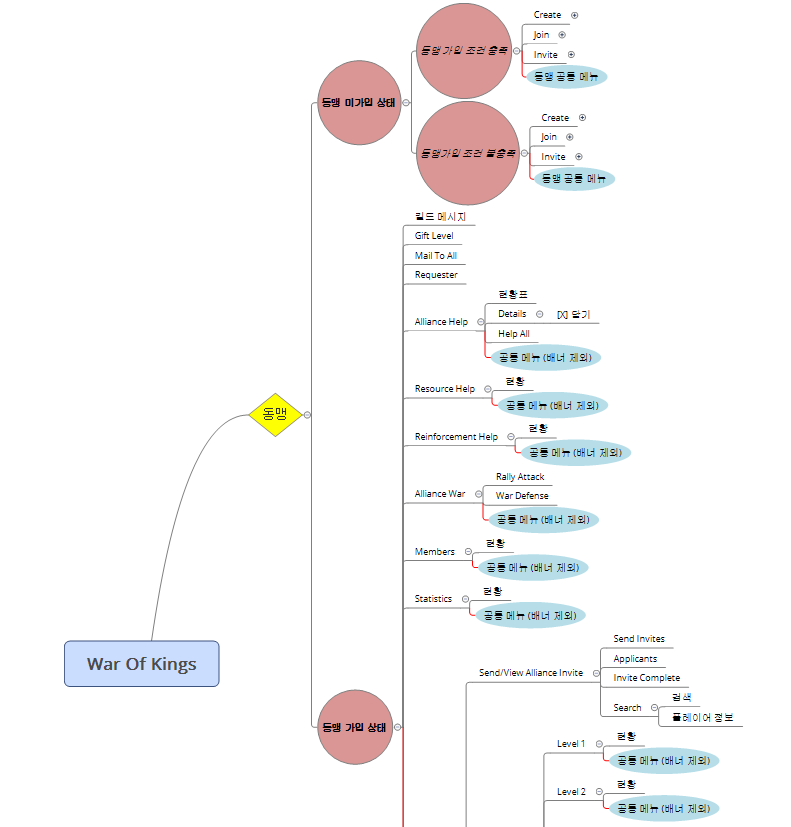 Create
Join
Invite
동맹 공통 메뉴
동맹 가입 조건 충족
동맹 미가입 상태
Create
Join
Invite
동맹 공통 메뉴
동맹가입 조건 불충족
길드 메시지
Gift Level
Mail To All
Requester
Alliance Help
현황표
Details
[X] 닫기
Help All
공통 메뉴 (배너 제외)
Resource Help
현황
공통 메뉴 (배너 제외)
Reinforcement Help
현황
공통 메뉴 (배너 제외)
동맹
Alliance War
Rally Attack
War Defense
공통 메뉴 (배너 제외)
Members
현황
공통 메뉴 (배너 제외)
Statistics
현황
공통 메뉴 (배너 제외)
War Of Kings
동맹 가입 상태
Send/View Alliance Invite
Send Invites
Applicants
Invite Complete
Search
검색
플레이어 정보
Level 1
현황
공통 메뉴 (배너 제외)
Level 2
현황
공통 메뉴 (배너 제외)